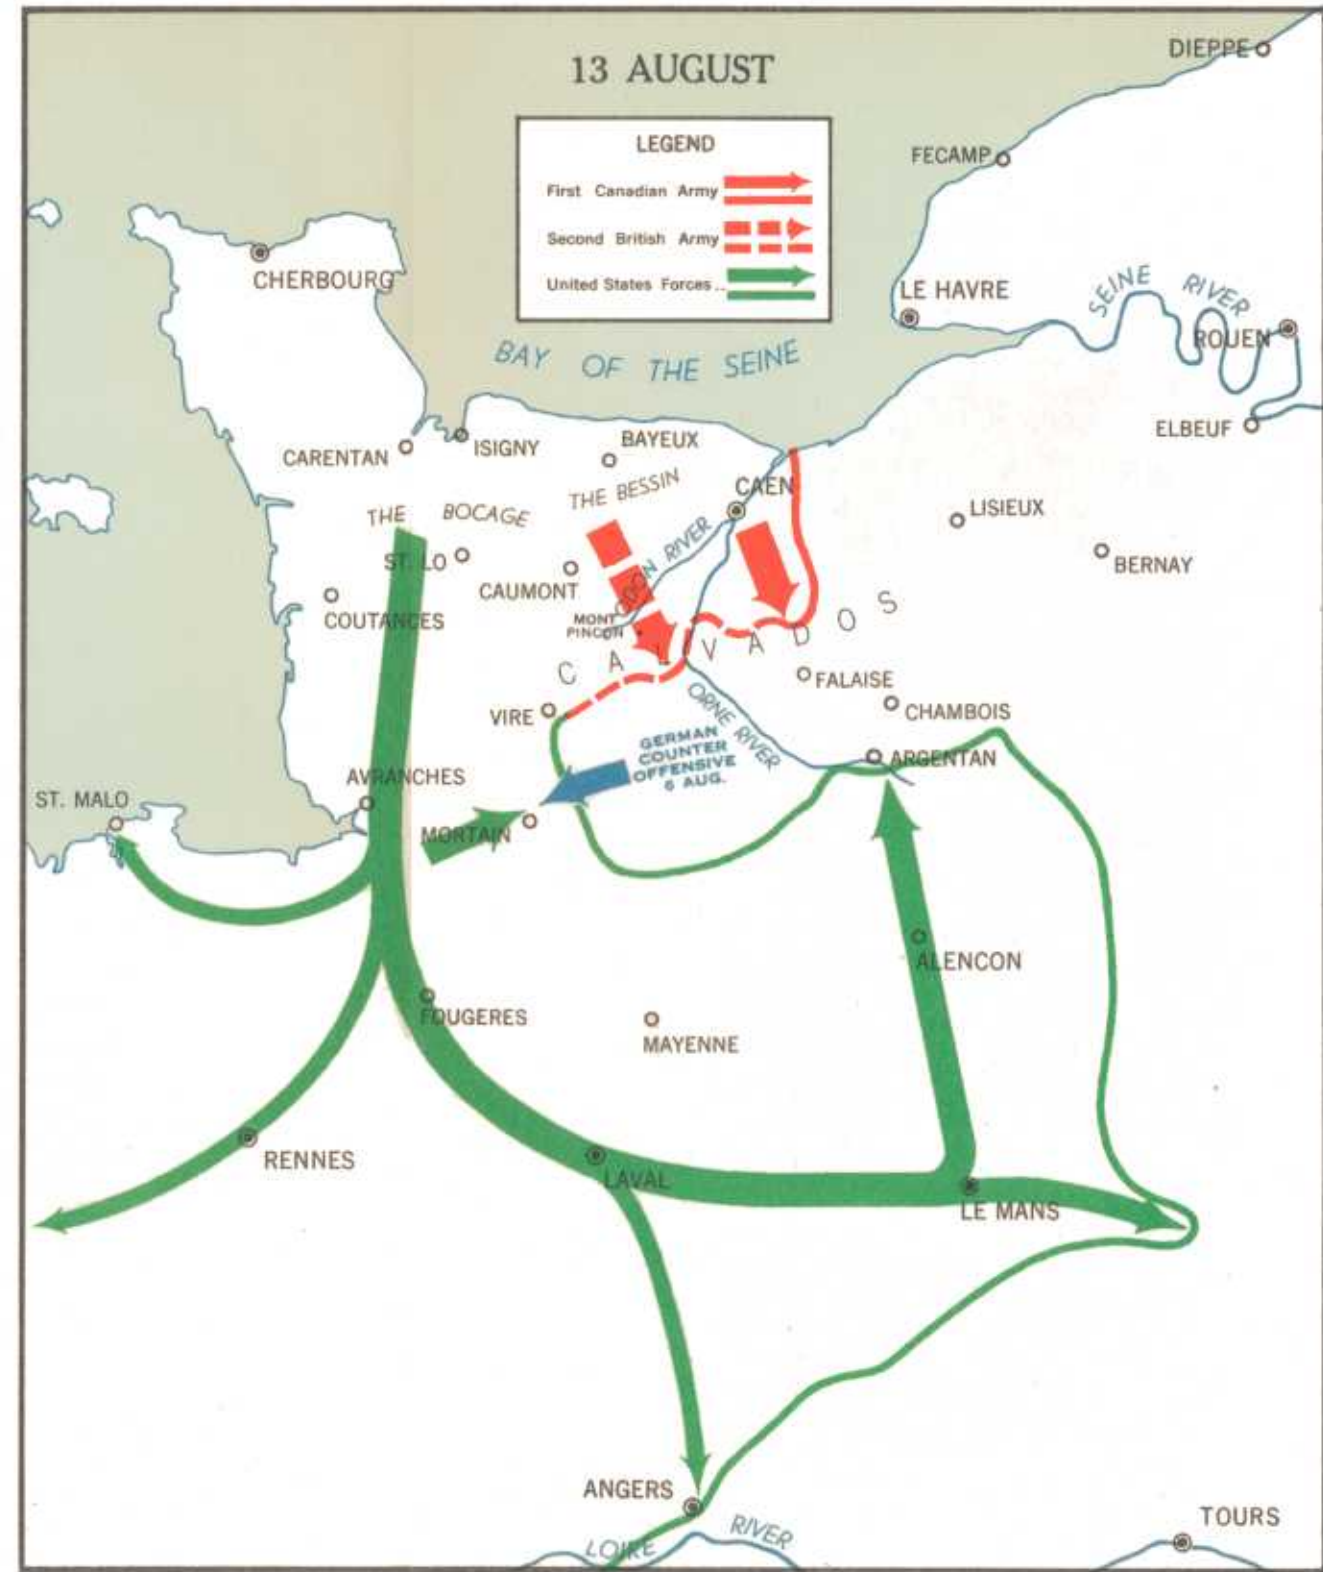 13 AUGUST
DIEPPE
LEGEND
First Canadian Army
Second British Army
United States Forces ..
FECAMP
CHERBOURG
LE HAVRE
SEINE RIVER
ROUEN
BAY OF THE SEINE
ELBEUF
CARENTAN
ISIGNY
BAYEUX
THE BESSIN
CAEN
LISIEUX
THE BOCAGE
ST. LO
ODON RIVER
BERNAY
CAUMONT
COUTANCES
MONT
PINCON
CALVADOS
FALAISE
CHAMBOIS
VIRE
ORNE RIVER
GERMAN
COUNTER
OFFENSIVE
6 AUG.
ARGENTAN
AVRANCHES
ST. MALO
MORTAIN
ALENCON
FOUGERES
MAYENNE
RENNES
LAVAL
LE MANS
ANGERS
TOURS
LOIRE RIVER